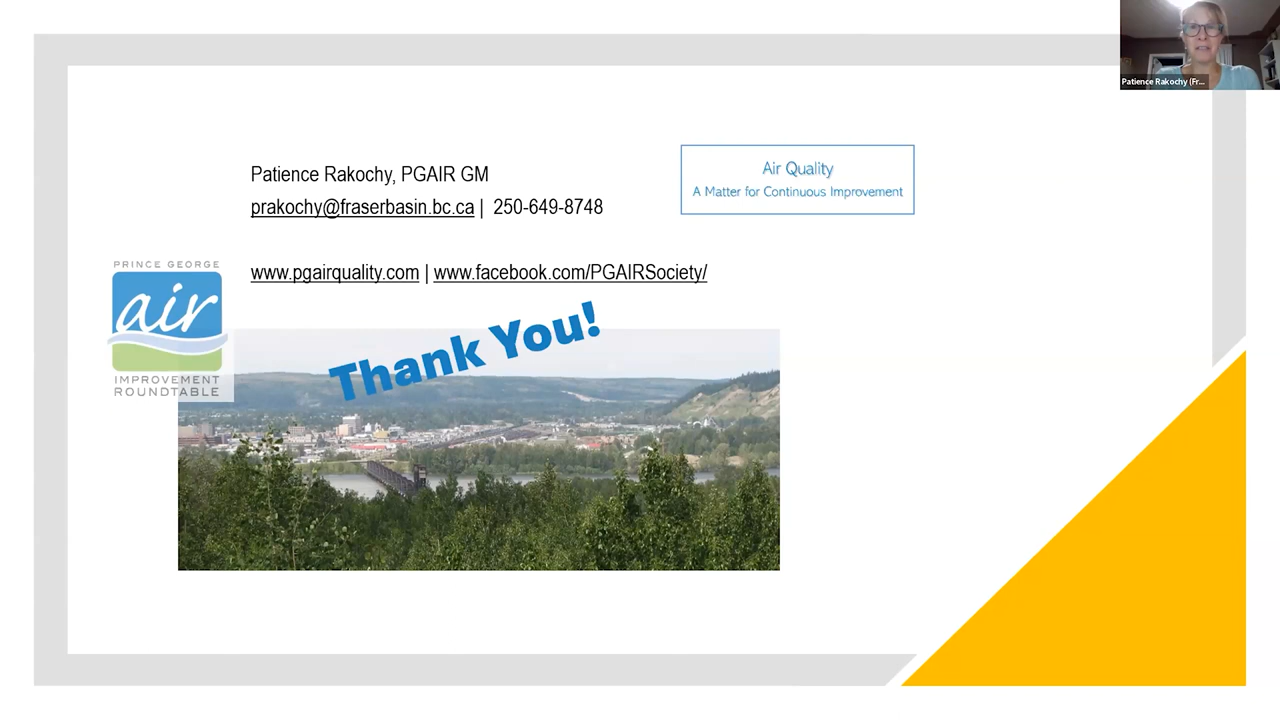 Patience Rakochy (Fr...
Patience Rakochy, PGAIR GM
prakochy@fraserbasin.bc.ca | 250-649-8748
Air Quality
A Matter for Continuous Improvement
www.pgairquality.com | www.facebook.com/PGAIRSociety/
PRINCE GEORGE
air
IMPROVEMENT
ROUNDTABLE
Thank You!